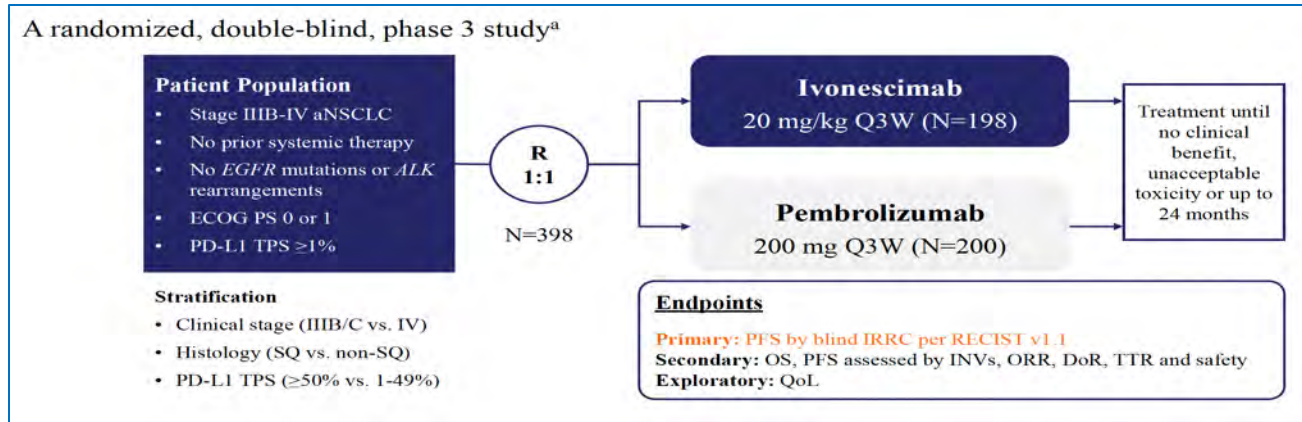 A randomized, double-blind, phase 3 studyᵃ
Patient Population
• Stage IIIB-IV aNSCLC
• No prior systemic therapy
• No EGFR mutations or ALK
rearrangements
• ECOG PS 0 or 1
• PD-L1 TPS ≥1%
Stratification
• Clinical stage (IIIB/C vs. IV)
• Histology (SQ vs. non-SQ)
• PD-L1 TPS (≥50% vs. 1-49%)
R
1:1
N=398
Ivonescimab
20 mg/kg Q3W (N=198)
Pembrolizumab
200 mg Q3W (N=200)
Treatment until
no clinical
benefit,
unacceptable
toxicity or up to
24 months
Endpoints
Primary: PFS by blind IRRC per RECIST v1.1
Secondary: OS, PFS assessed by INVs, ORR, DoR, TTR and safety
Exploratory: QoL